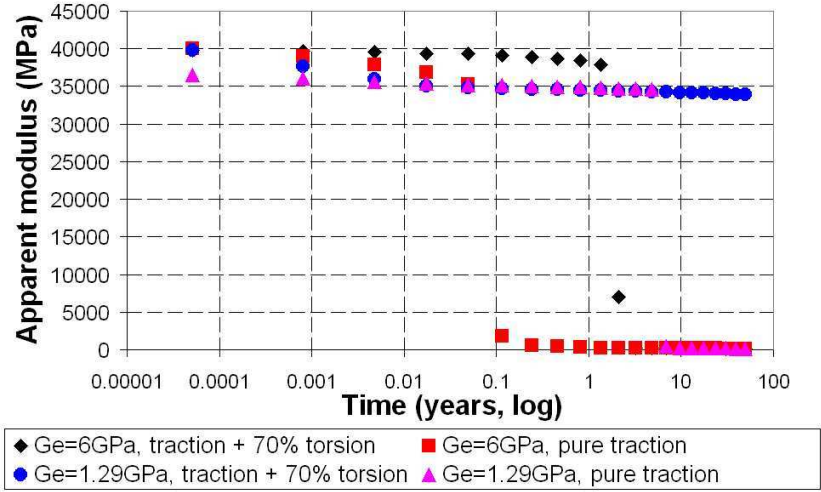 Apparent modulus (MPa)
45000
40000
35000
30000
25000
20000
15000
10000
5000
0
0.00001 0.0001 0.001 0.01 0.1 1 10 100
Time (years, log)
Ge=6GPa, traction + 70% torsion Ge=6GPa, pure traction
Ge=1.29GPa, traction + 70% torsion Ge=1.29GPa, pure traction